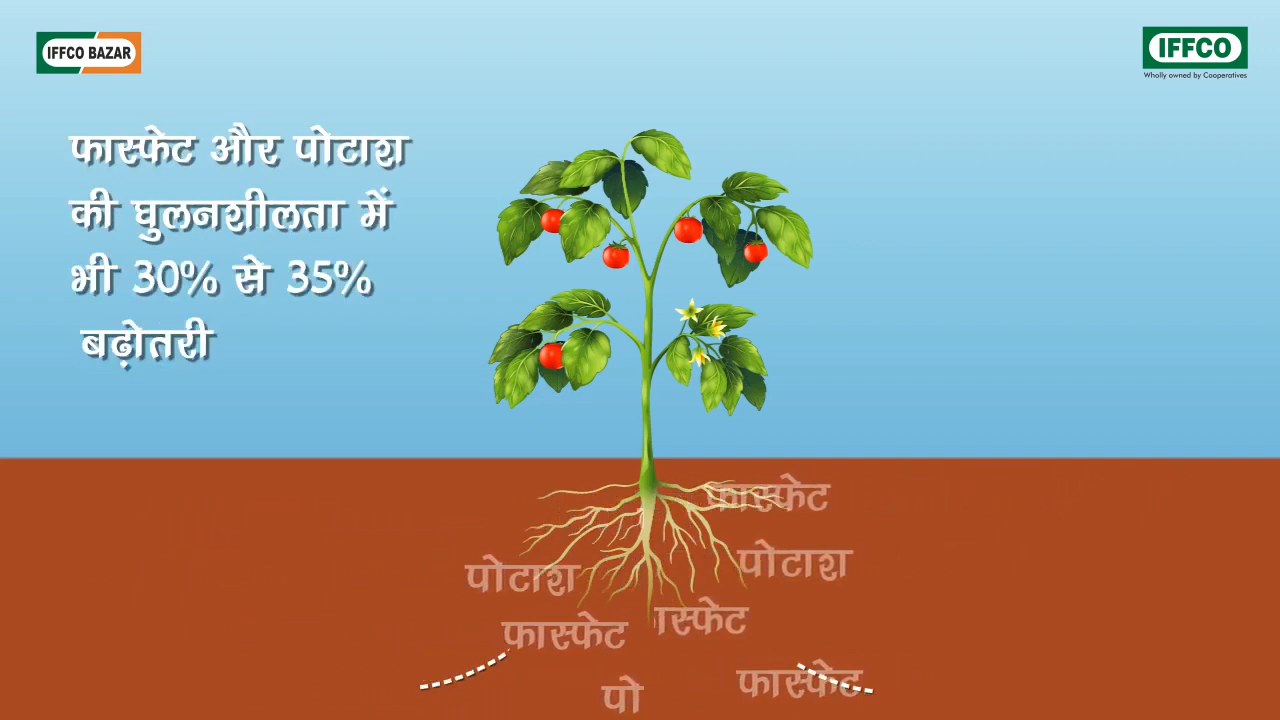 IFFCO BAZAR
IFFCO
Wholly owned by Cooperatives
फास्फेट और पोटाश
की घुलनशीलता में
भी 30% से 35%
बढ़ोतरी
फास्फेट
पोटाश
पोटाश
ास्फेट
फास्फेट
फास्फेट
पो